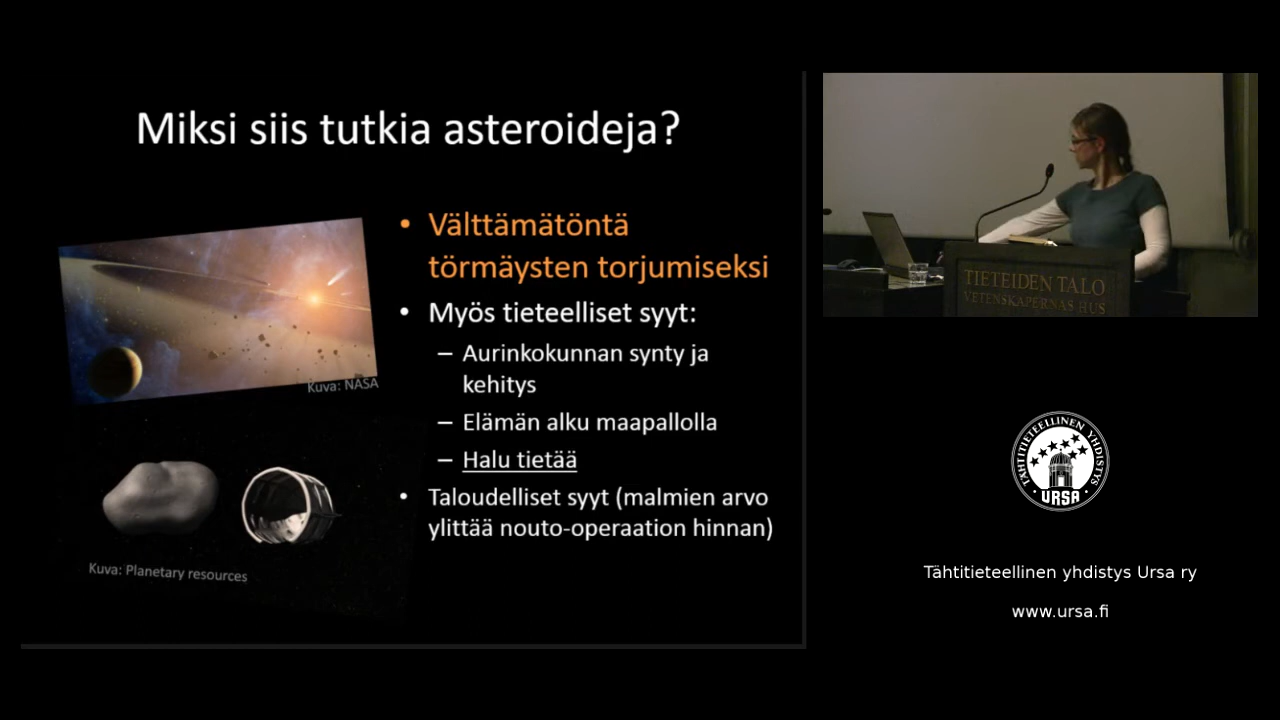 Miksi siis tutkia asteroideja?
• Välttämätöntä
törmäysten torjumiseksi
• Myös tieteelliset syyt:
– Aurinkokunnan synty ja
kehitys
– Elämän alku maapallolla
– Halu tietää
• Taloudelliset syyt (malmien arvo
ylittää nouto-operaation hinnan)
Kuva: NASA
Kuva: Planetary resources
TIETEIDEN TALO
VETENSKAPERNAS HUS
TÄHTITIETEELLINEN YHDISTYS
URSA
Tähtitieteellinen yhdistys Ursa ry
www.ursa.fi